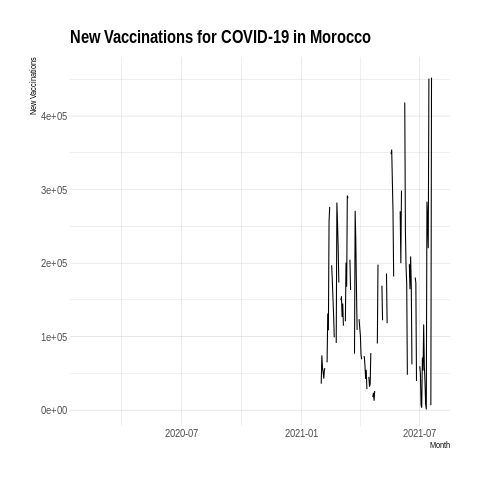 New Vaccinations for COVID-19 in Morocco
New Vaccinations
4e+05
3e+05
2e+05
1e+05
0e+00
2020-07
2021-01
2021-07
Month